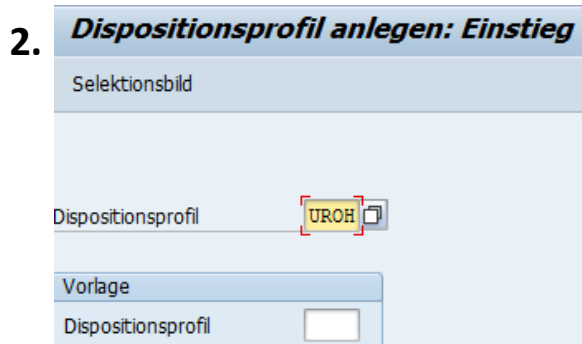 2.
Dispositionsprofil anlegen: Einstieg
Selektionsbild
Dispositionsprofil UROH
Vorlage
Dispositionsprofil